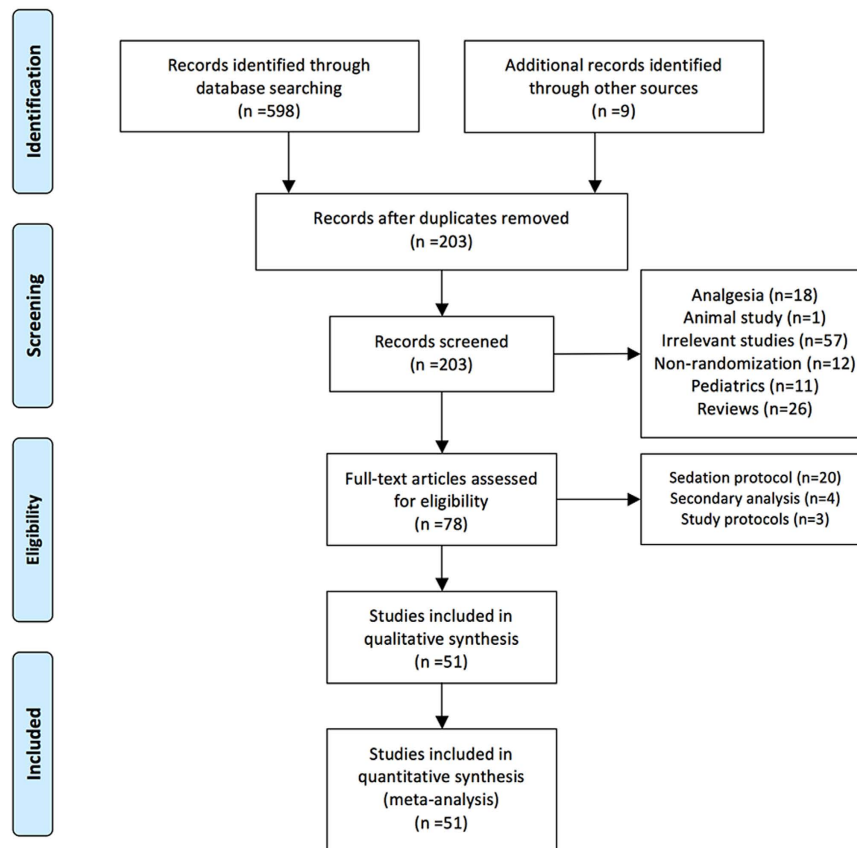 Identification
Records identified through
database searching
(n =598)
Additional records identified
through other sources
(n =9)
Records after duplicates removed
(n =203)
Screening
Records screened
(n =203)
Analgesia (n=18)
Animal study (n=1)
Irrelevant studies (n=57)
Non-randomization (n=12)
Pediatrics (n=11)
Reviews (n=26)
Eligibility
Full-text articles assessed
for eligibility
(n =78)
Sedation protocol (n=20)
Secondary analysis (n=4)
Study protocols (n=3)
Studies included in
qualitative synthesis
(n =51)
Included
Studies included in
quantitative synthesis
(meta-analysis)
(n =51)